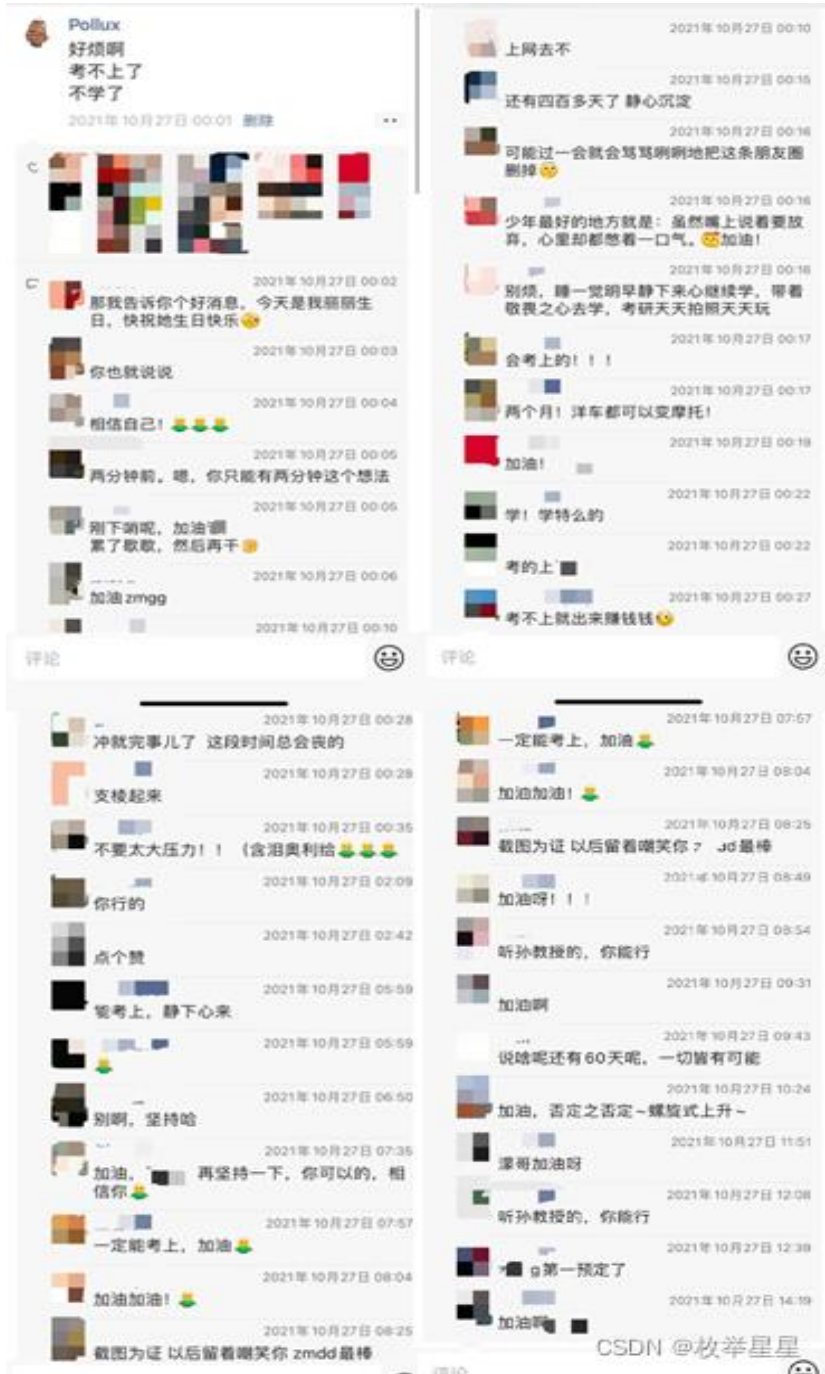 Pollux
好烦啊
考不上了
不学了
2021年10月27日 00:01 删除
2021年10月27日 00:02
那我告诉你个好消息，今天是我丽丽生
日，快祝她生日快乐
2021年10月27日 00:03
你也就说说
2021年10月27日 00:04
相信自己！
2021年10月27日 00:05
两分钟前。嗯，你只能有两分钟这个想法
2021年10月27日 00:05
刚下哨呢，加油
累了歇歇，然后再干
2021年10月27日 00:06
加油zmgg
2021年10月27日 00:10
评论
2021年10月27日 00:10
上网去不
2021年10月27日 00:15
还有四百多天了 静心沉淀
2021年10月27日 00:16
可能过一会就会骂骂咧咧地把这条朋友圈
删掉
2021年10月27日 00:16
少年最好的地方就是：虽然嘴上说着要放
弃，心里却都憋着一口气。加油！
2021年10月27日 00:16
别烦，睡一觉明早静下来心继续学，带着
敬畏之心去学，考研天天拍照天天玩
2021年10月27日 00:17
会考上的！！！
2021年10月27日 00:17
两个月！洋车都可以变摩托！
2021年10月27日 00:19
加油！
2021年10月27日 00:22
学！学特么的
2021年10月27日 00:22
考的上
2021年10月27日 00:27
考不上就出来赚钱钱
评论
2021年10月27日 00:28
冲就完事儿了 这段时间总会丧的
2021年10月27日 00:28
支棱起来
2021年10月27日 00:35
不要太大压力！！（含泪奥利给
2021年10月27日 02:09
你行的
2021年10月27日 02:42
点个赞
2021年10月27日 05:59
能考上，静下心来
2021年10月27日 05:59
2021年10月27日 06:50
别啊，坚持哈
2021年10月27日 07:35
加油， 再坚持一下，你可以的，相
信你
2021年10月27日 07:57
一定能考上，加油
2021年10月27日 08:04
加油加油！
2021年10月27日 08:25
截图为证 以后留着嘲笑你 zmdd最棒
2021年10月27日 07:57
一定能考上，加油
2021年10月27日 08:04
加油加油！
2021年10月27日 08:25
截图为证 以后留着嘲笑你 dd最棒
2021年10月27日 08:49
加油呀！！！
2021年10月27日 08:54
听孙教授的，你能行
2021年10月27日 09:31
加油啊
2021年10月27日 09:43
说啥呢还有60天呢，一切皆有可能
2021年10月27日 10:24
加油，否定之否定~螺旋式上升~
2021年10月27日 11:51
濛哥加油呀
2021年10月27日 12:08
听孙教授的，你能行
2021年10月27日 12:39
g第一预定了
2021年10月27日 14:19
加油啊
CSDN @枚举星星
评论